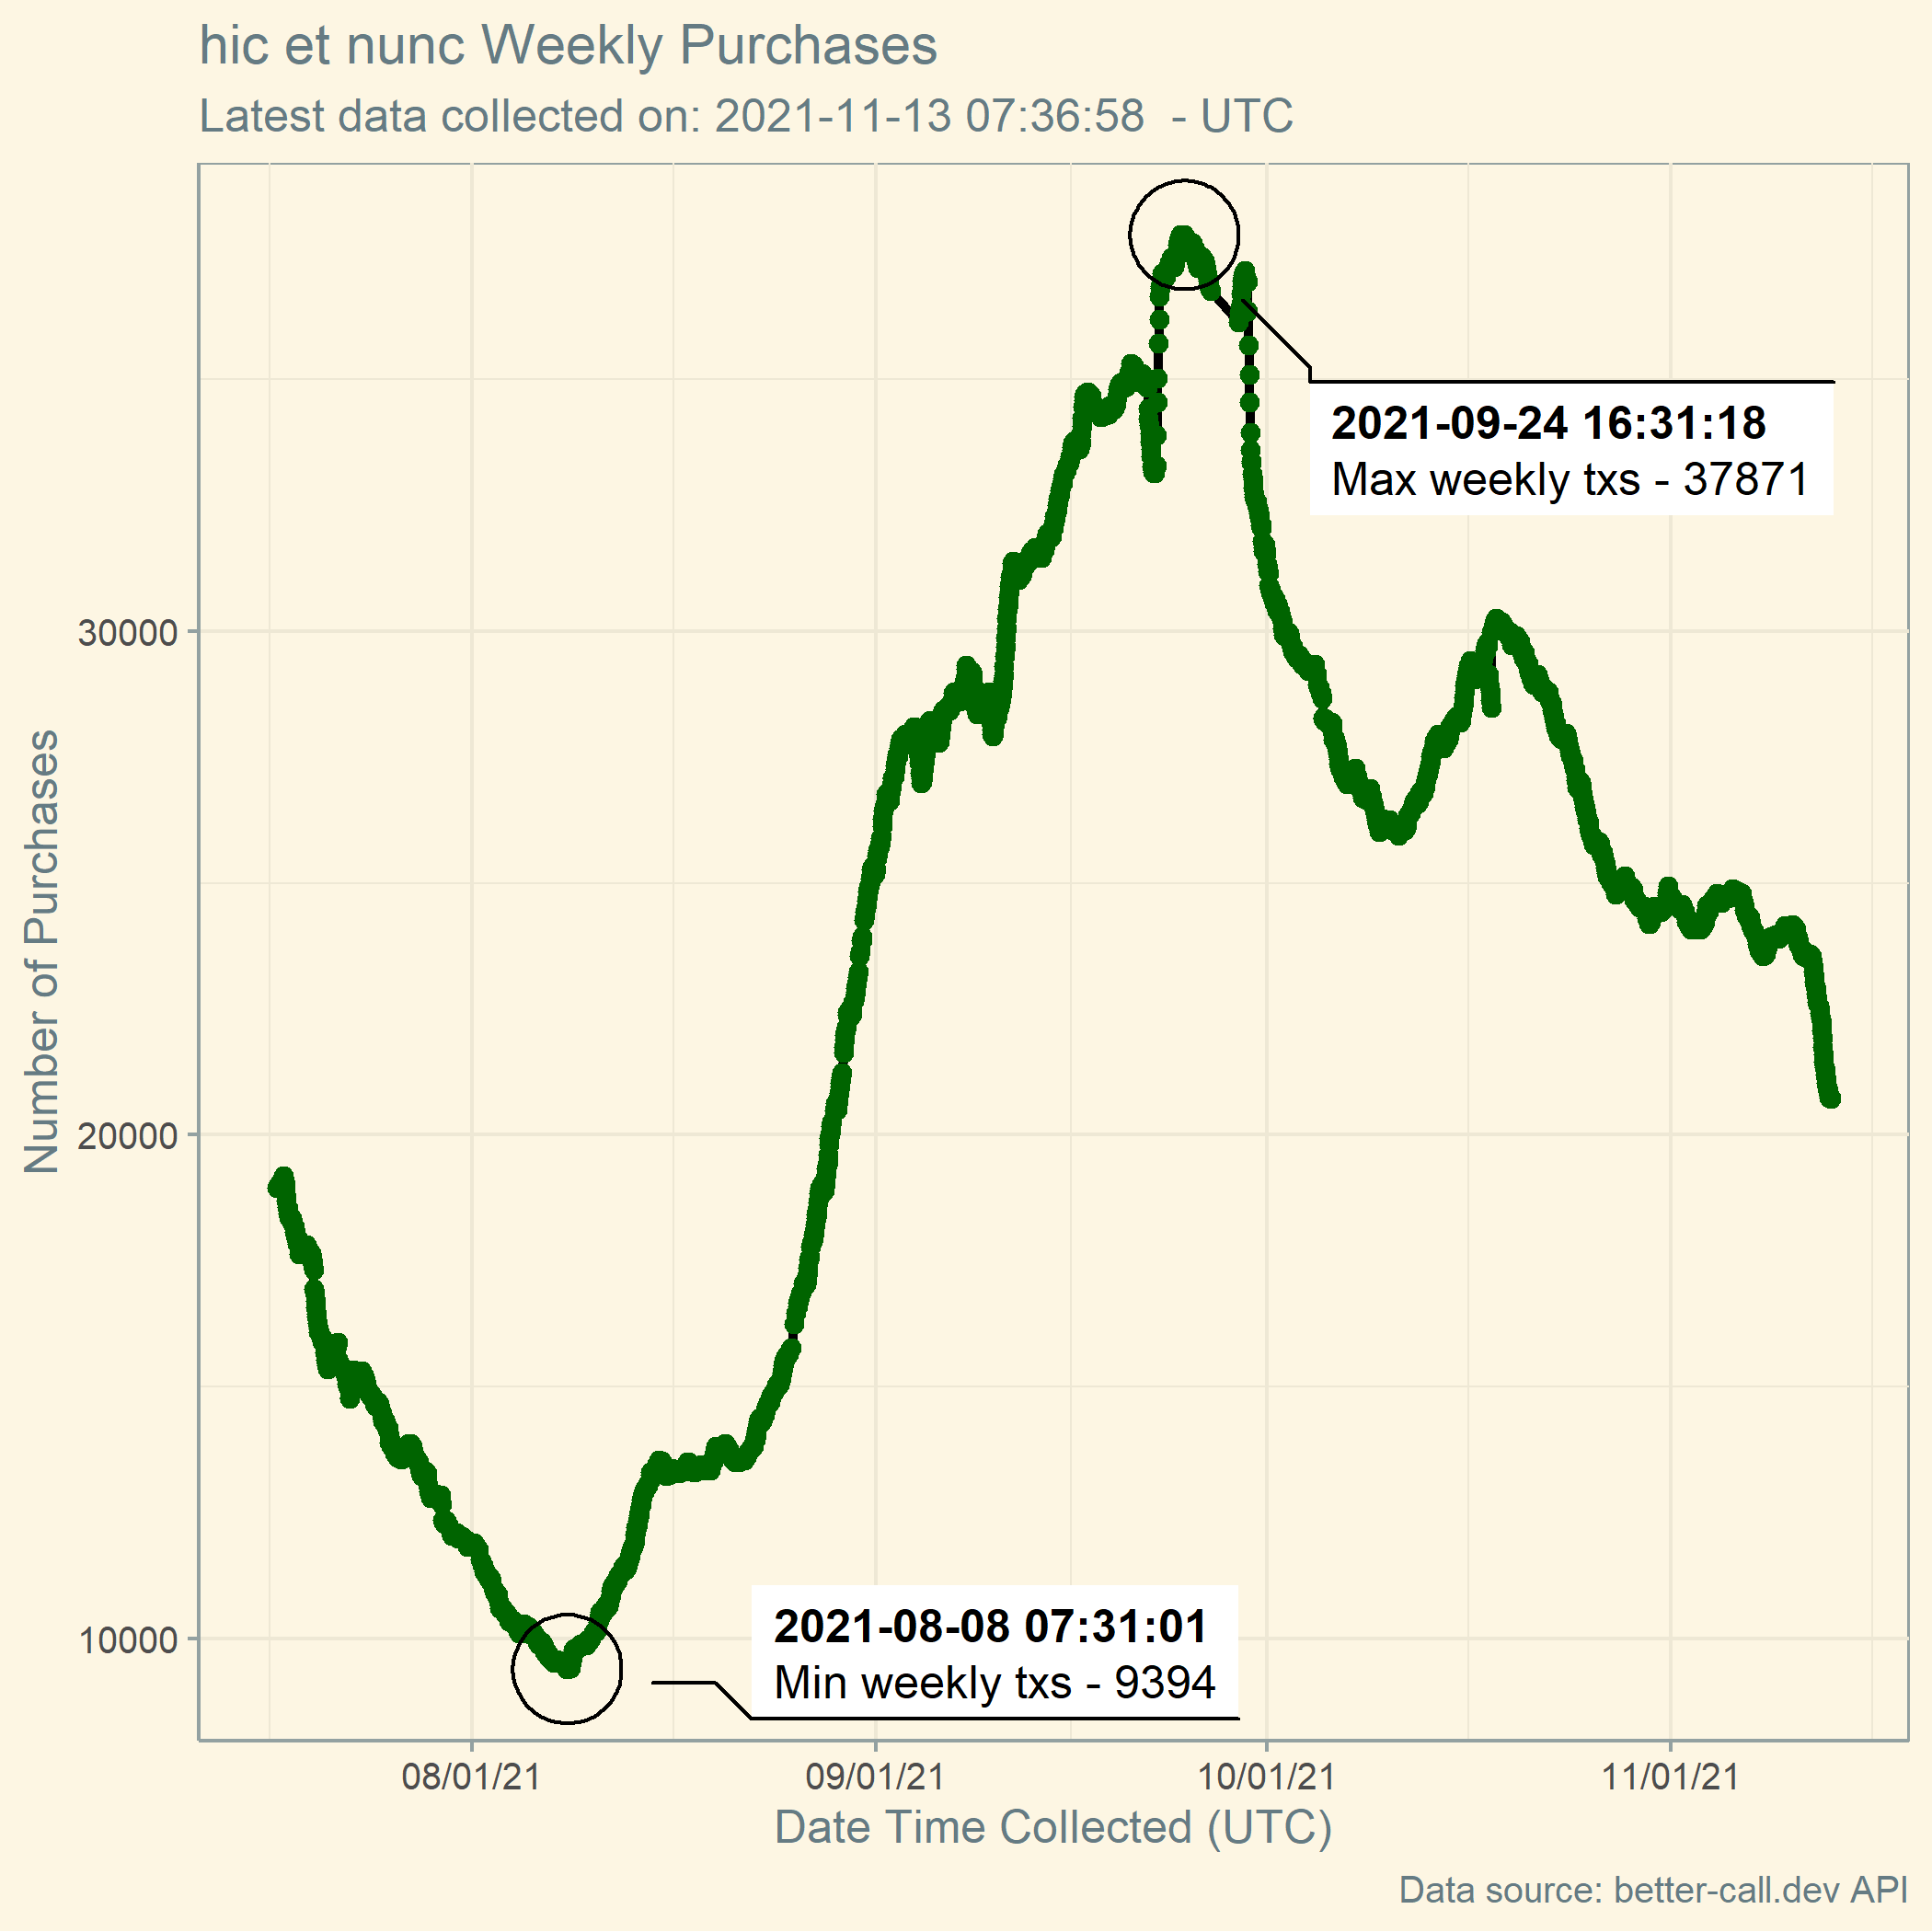 hic et nunc Weekly Purchases
Latest data collected on: 2021-11-13 07:36:58  - UTC
Number of Purchases
30000
20000
10000
2021-09-24 16:31:18
Max weekly txs - 37871
2021-08-08 07:31:01
Min weekly txs - 9394
08/01/21
09/01/21
10/01/21
11/01/21
Date Time Collected (UTC)
Data source: better-call.dev API